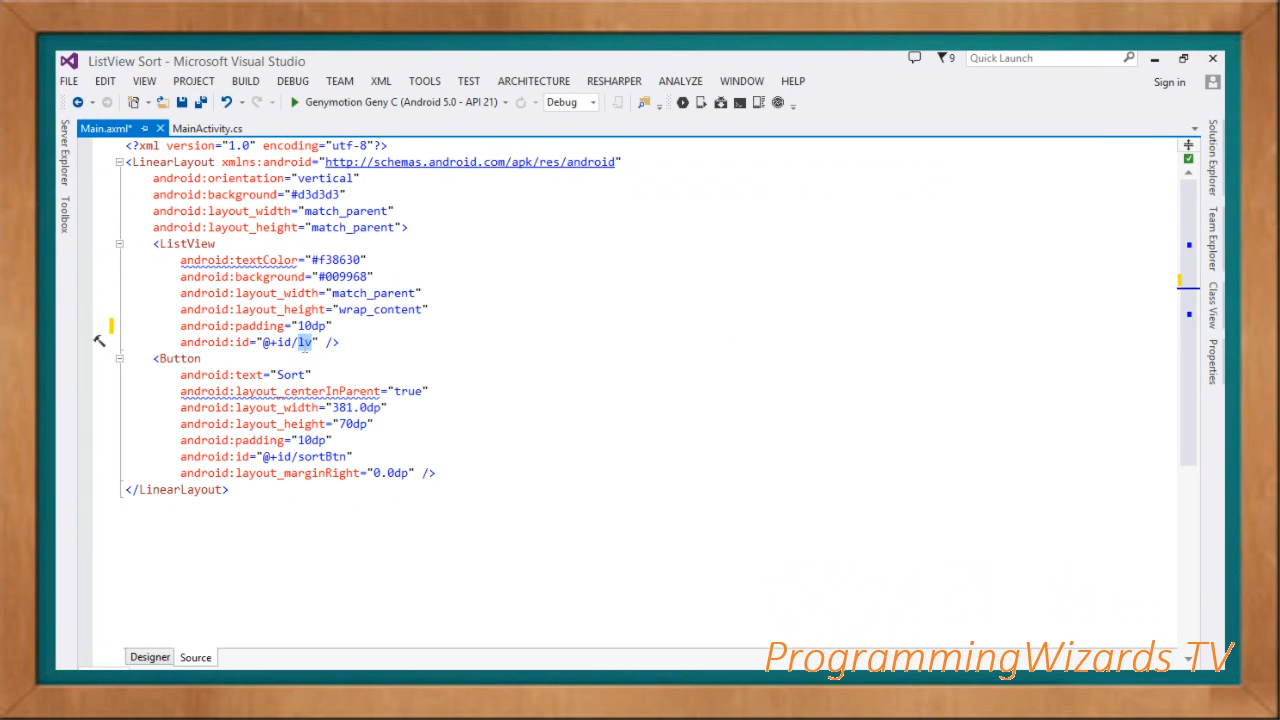 ListView Sort - Microsoft Visual Studio
9
Quick Launch
FILE EDIT VIEW PROJECT BUILD DEBUG TEAM XML TOOLS TEST ARCHITECTURE RESHARPER ANALYZE WINDOW HELP
Sign in
Genymotion Geny C (Android 5.0 - API 21)
Debug
Main.axml*
MainActivity.cs
Server Explorer
Toolbox
<?xml version="1.0" encoding="utf-8"?>
<LinearLayout xmlns:android="http://schemas.android.com/apk/res/android"
android:orientation="vertical"
android:background="#d3d3d3"
android:layout_width="match_parent"
android:layout_height="match_parent">
<ListView
android:textColor="#f38630"
android:background="#009968"
android:layout_width="match_parent"
android:layout_height="wrap_content"
android:padding="10dp"
android:id="@+id/lv" />
<Button
android:text="Sort"
android:layout_centerInParent="true"
android:layout_width="381.0dp"
android:layout_height="70dp"
android:padding="10dp"
android:id="@+id/sortBtn"
android:layout_marginRight="0.0dp" />
</LinearLayout>
Solution Explorer
Team Explorer
Class View
Properties
Designer
Source
ProgrammingWizards TV